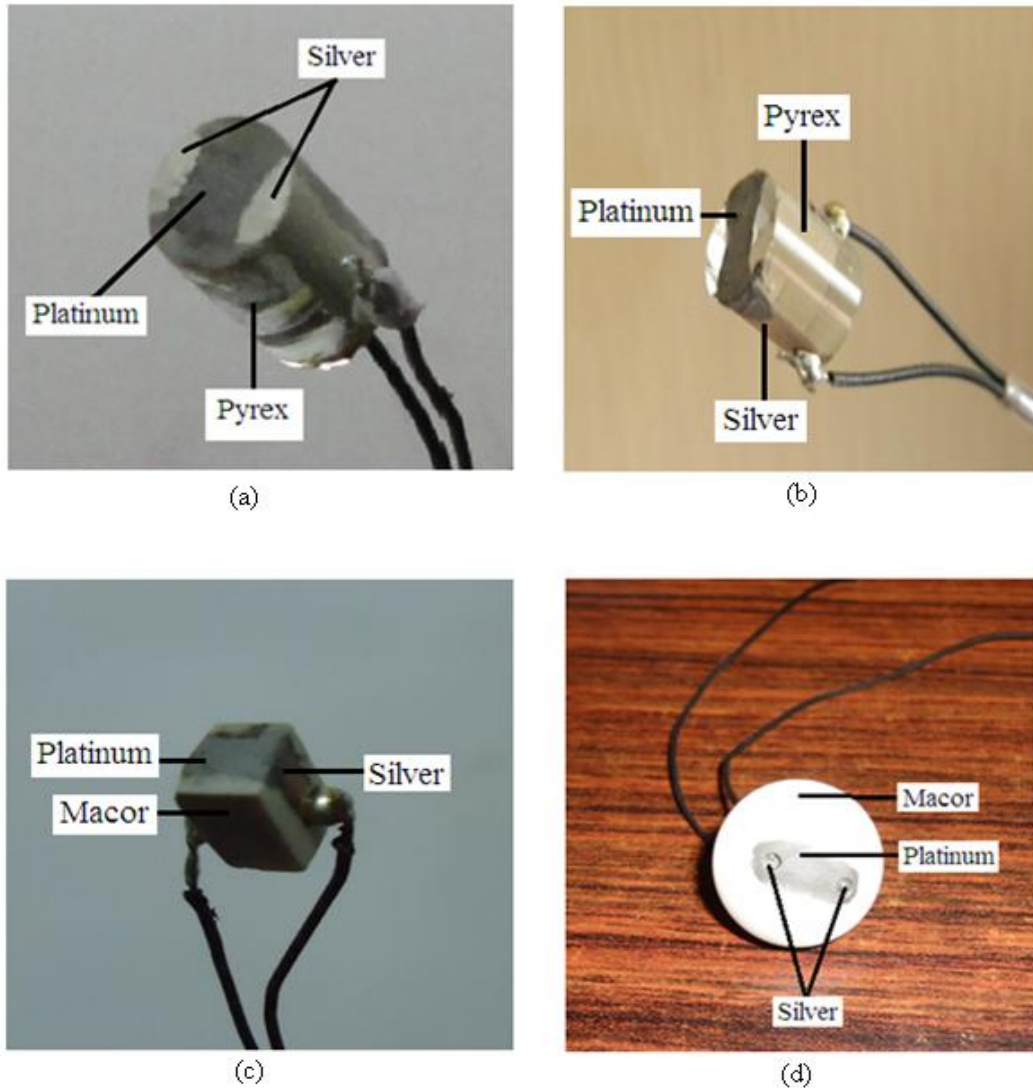 Silver
Platinum
Pyrex
(a)
Pyrex
Platinum
Silver
(b)
Platinum
Silver
Macor
(c)
Macor
Platinum
Silver
(d)